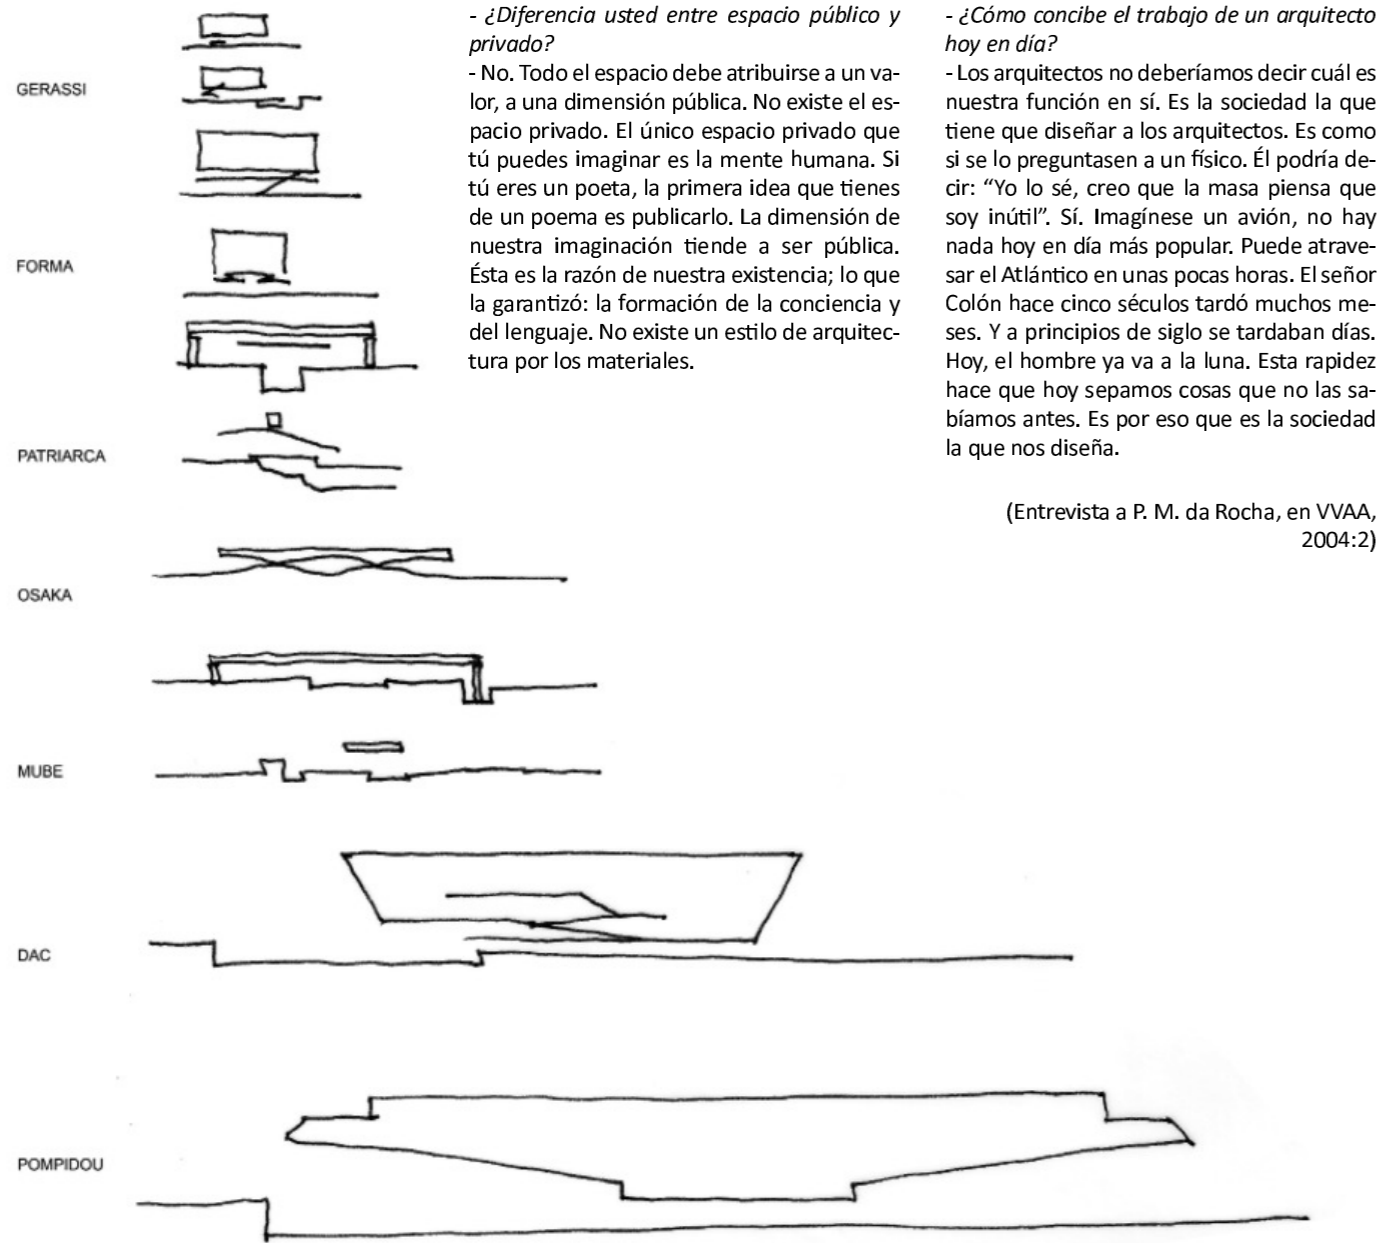 GERASSI
FORMA
PATRIARCA
OSAKA
MUBE
DAC
POMPIDOU
- ¿Diferencia usted entre espacio público y
privado?
- No. Todo el espacio debe atribuirse a un va-
lor, a una dimensión pública. No existe el es-
pacio privado. El único espacio privado que
tú puedes imaginar es la mente humana. Si
tú eres un poeta, la primera idea que tienes
de un poema es publicarlo. La dimensión de
nuestra imaginación tiende a ser pública.
Ésta es la razón de nuestra existencia; lo que
la garantizó: la formación de la conciencia y
del lenguaje. No existe un estilo de arquitec-
tura por los materiales.
- ¿Cómo concibe el trabajo de un arquitecto
hoy en día?
- Los arquitectos no deberíamos decir cuál es
nuestra función en sí. Es la sociedad la que
tiene que diseñar a los arquitectos. Es como
si se lo preguntasen a un físico. Él podría de-
cir: “Yo lo sé, creo que la masa piensa que
soy inútil”. Sí. Imagínese un avión, no hay
nada hoy en día más popular. Puede atrave-
sar el Atlántico en unas pocas horas. El señor
Colón hace cinco séculos tardó muchos me-
ses. Y a principios de siglo se tardaban días.
Hoy, el hombre ya va a la luna. Esta rapidez
hace que hoy sepamos cosas que no las sa-
bíamos antes. Es por eso que es la sociedad
la que nos diseña.
(Entrevista a P. M. da Rocha, en VVAA,
2004:2)